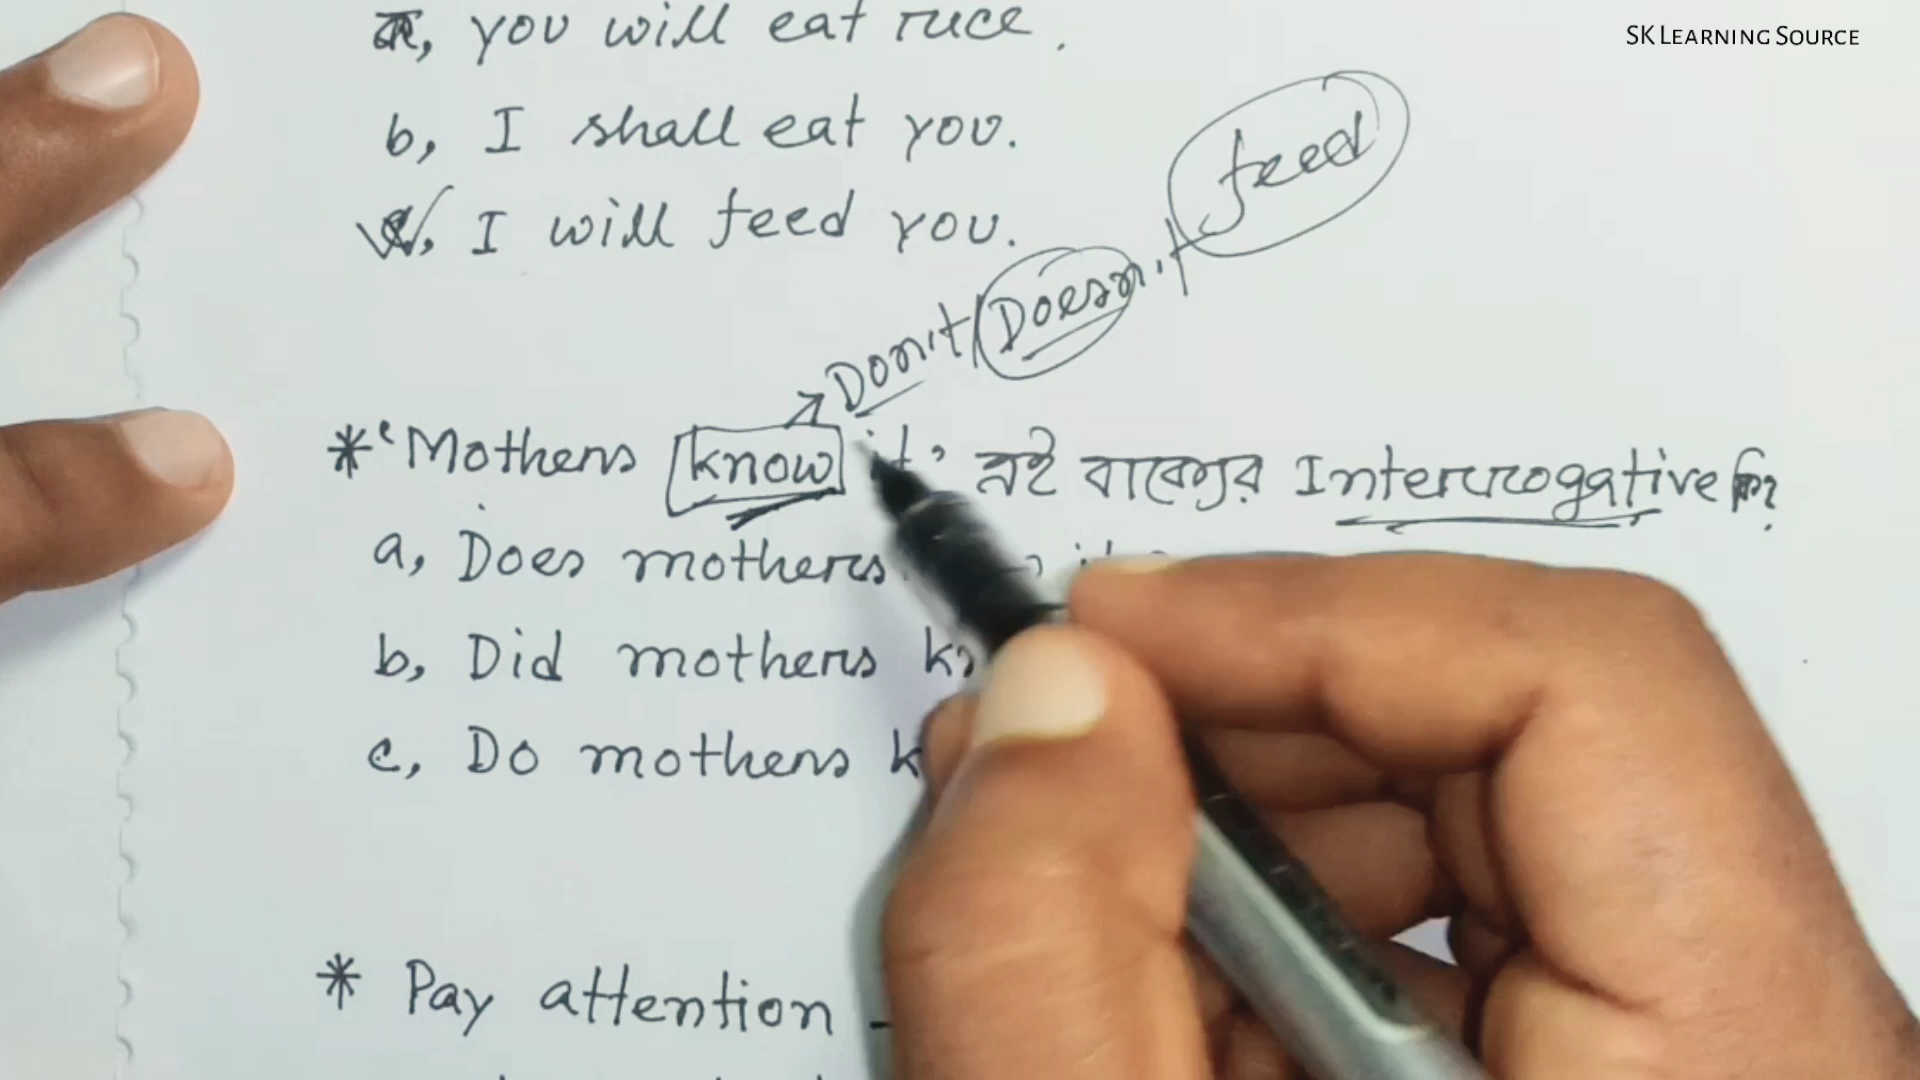 SK LEARNING SOURCE
a, you will eat rice.
b, I shall eat you.
c, I will feed you.
feed
Don't/Doesn't
*'Mothers know it' এই বাক্যের Interrogative কি?
a, Does mothers
b, Did mothers
c, Do mothers
* Pay attention -